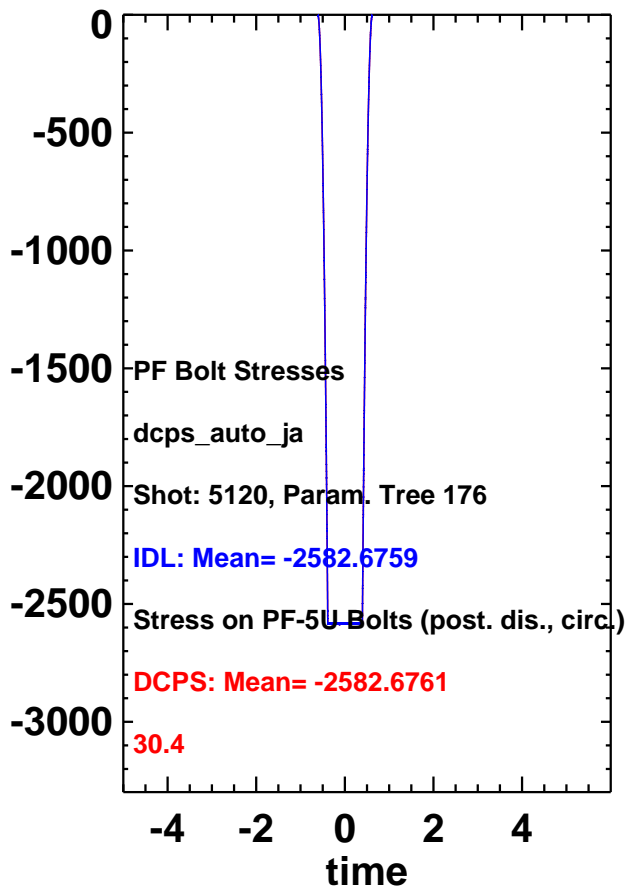 0
-500
-1000
-1500
PF Bolt Stresses
dcps_auto_ja
-2000
Shot: 5120, Param. Tree 176
IDL: Mean= -2582.6759
-2500
Stress on PF-5U Bolts (post. dis., circ.)
DCPS: Mean= -2582.6761
-3000
30.4
-4 -2 0 2 4
time